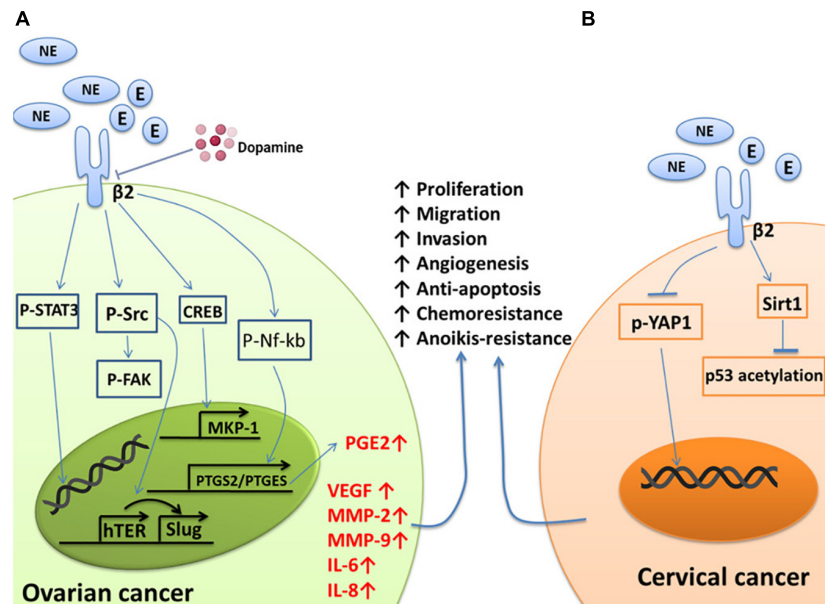 A
NE
NE
E
NE
E
E
Dopamine
β2
P-STAT3
P-Src
CREB
P-Nf-kb
P-FAK
MKP-1
PTGS2/PTGES
hTER
Slug
PGE2↑
VEGF ↑
MMP-2↑
MMP-9↑
IL-6↑
IL-8↑
Ovarian cancer
↑ Proliferation
↑ Migration
↑ Invasion
↑ Angiogenesis
↑ Anti-apoptosis
↑ Chemoresistance
↑ Anoikis-resistance
B
NE
E
NE
E
β2
p-YAP1
Sirt1
p53 acetylation
Cervical cancer